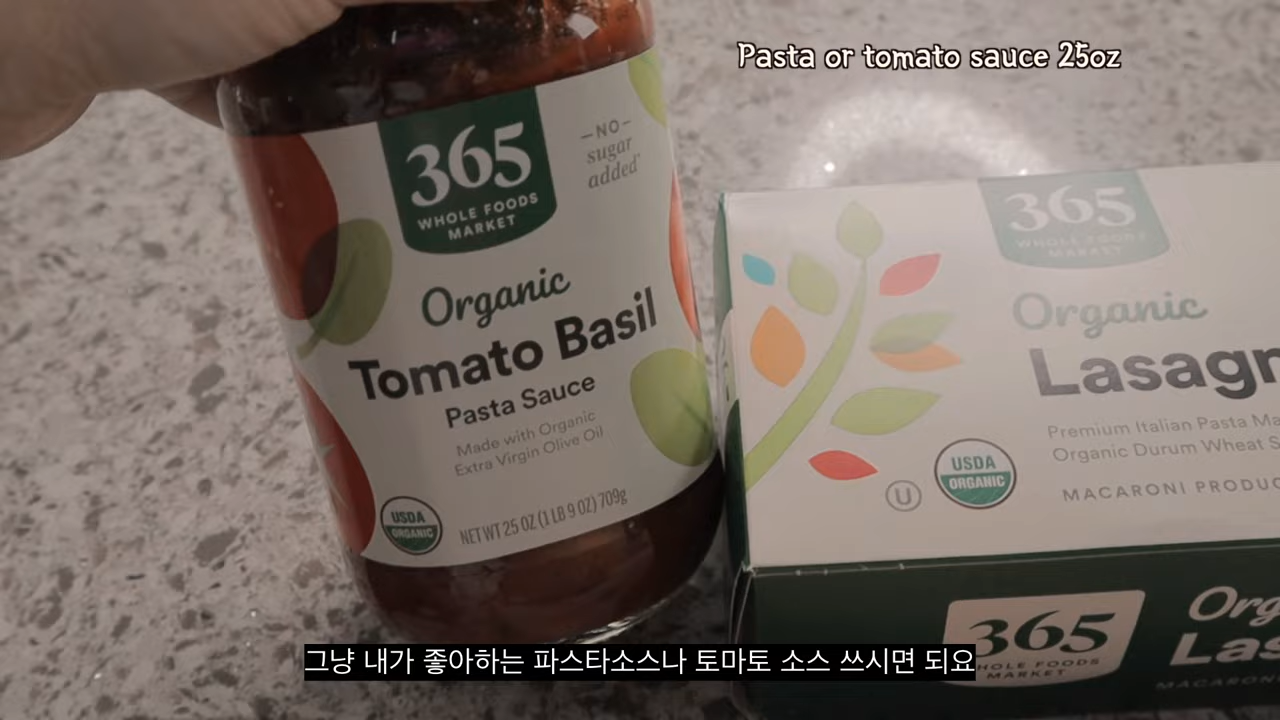 Pasta or tomato sauce 25oz
365
WHOLE FOODS
MARKET
–NO–
sugar
added*
Organic
Tomato Basil
Pasta Sauce
Made with Organic
Extra Virgin Olive Oil
USDA
ORGANIC
NET WT 25 OZ (1 LB 9 OZ) 709g
365
WHOLE FOODS
MARKET
Organic
Lasagn
Premium Italian Pasta Ma
Organic Durum Wheat S
U
USDA
ORGANIC
MACARONI PRODUC
365
WHOLE FOODS
MARKET
Org
Las
MACARON
그냥 내가 좋아하는 파스타소스나 토마토 소스 쓰시면 되요